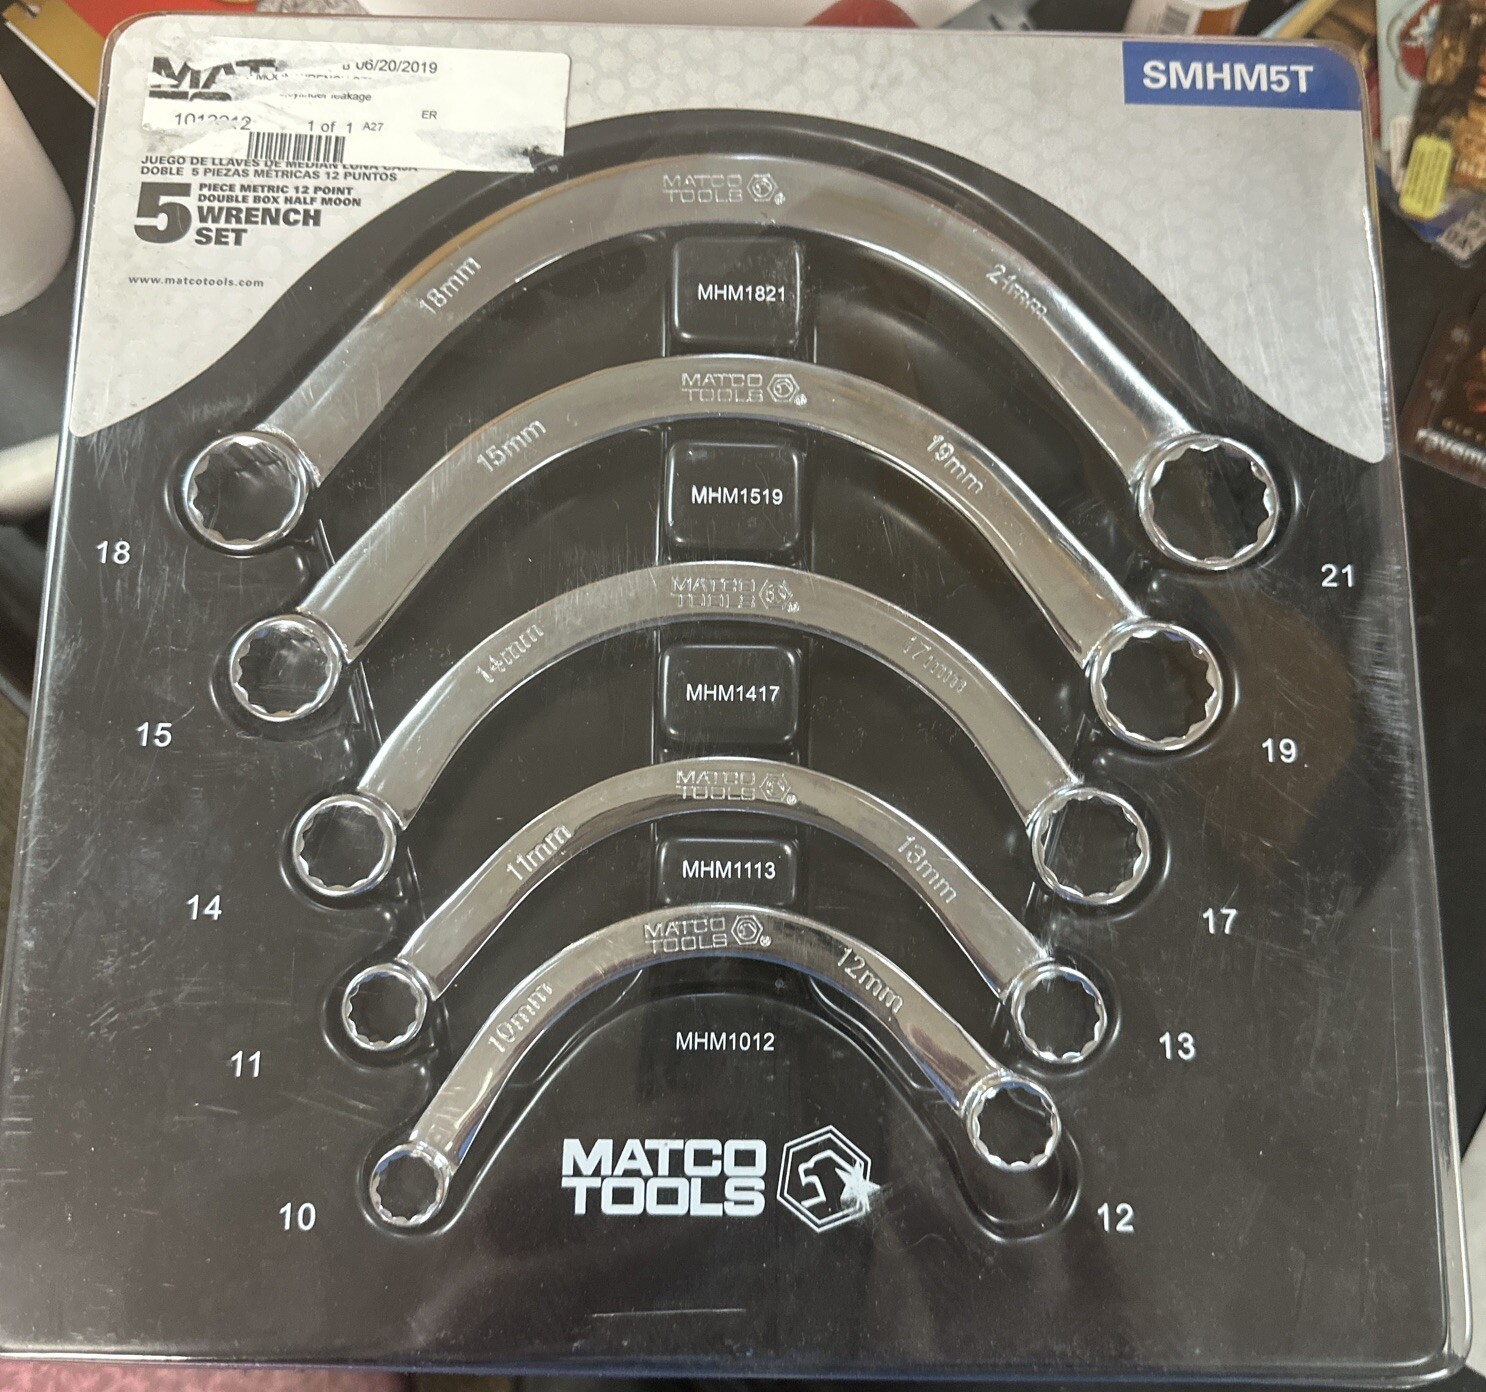 06/20/2019
1 of 1 A27
ER
SMHM5T
JUEGO DE LLAVES DE MEDIAN LUNA CAJA
DOBLE 5 PIEZAS MÉTRICAS 12 PUNTOS
5 PIECE METRIC 12 POINT
DOUBLE BOX HALF MOON
WRENCH
SET
www.matcotools.com
MATCO
TOOLS
18mm
21mm
MHM1821
18
21
MATCO
TOOLS
15mm
19mm
MHM1519
15
19
MATCO
TOOLS
14mm
17mm
MHM1417
14
17
MATCO
TOOLS
11mm
13mm
MHM1113
11
13
MATCO
TOOLS
10mm
12mm
MHM1012
10
12
MATCO
TOOLS